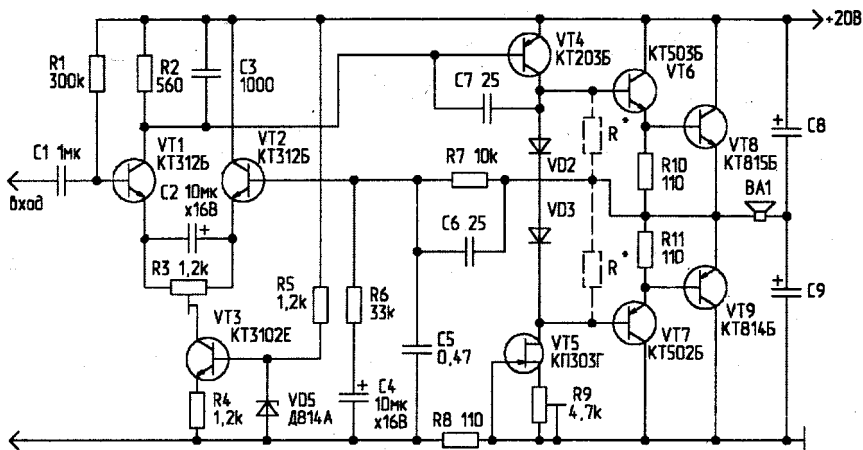 +20В
R1
300k
R2
560
C3
1000
VT4
КТ203Б
КТ503Б
VT6
C7 25
C1 1мк
Вход
VT1
КТ312Б
VT2
КТ312Б
C2 10мк
x16В
R3 1,2k
R7 10k
C6 25
VD2
VD3
R*
R*
R10
110
R11
110
VT8
КТ815Б
BA1
C8
C9
R5
1,2k
R6
33k
VT3
КТ3102Е
R4
1,2k
VD5
Д814А
C4
10мк
x16В
C5
0,47
R8 110
VT5
КП303Г
R9
4,7k
VT7
КТ502Б
VT9
КТ814Б